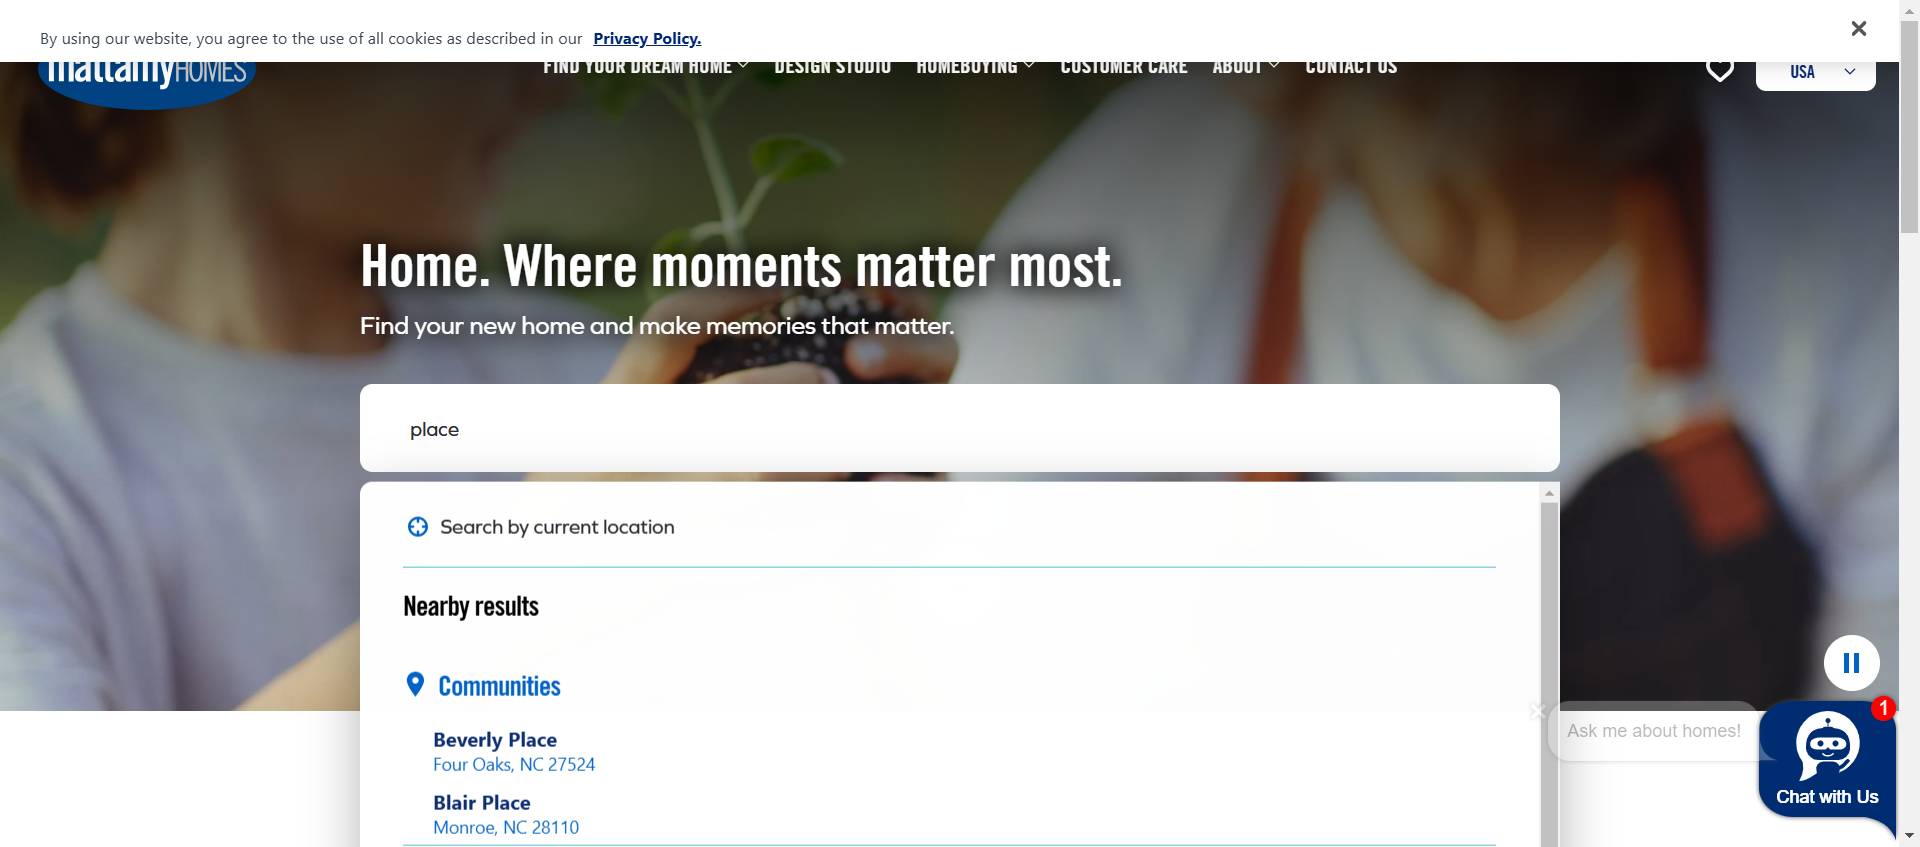 By using our website, you agree to the use of all cookies as described in our Privacy Policy.
mattamyHOMES
FIND YOUR DREAM HOME
DESIGN STUDIO
HOMEBUYING
CUSTOMER CARE
ABOUT
CONTACT US
USA
Home. Where moments matter most.
Find your new home and make memories that matter.
place
Search by current location
Nearby results
Communities
Beverly Place
Four Oaks, NC 27524
Blair Place
Monroe, NC 28110
Ask me about homes!
1
Chat with Us